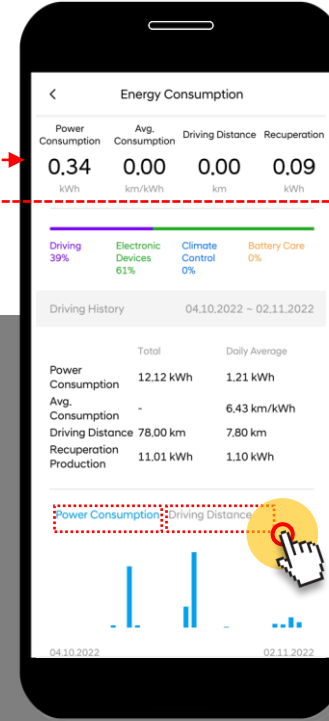 < Energy Consumption
Power Consumption
Avg. Consumption
Driving Distance
Recuperation
0.34 0.00 0.00 0.09
kWh km/kWh km kWh
Driving
39%
Electronic
Devices
61%
Climate
Control
0%
Battery Care
0%
Driving History 04.10.2022 ~ 02.11.2022
Total Daily Average
Power
Consumption 12.12 kWh 1.21 kWh
Avg.
Consumption - 6.43 km/kWh
Driving Distance 78.00 km 7.80 km
Recuperation
Production 11.01 kWh 1.10 kWh
Power Consumption Driving Distance
04.10.2022 02.11.2022